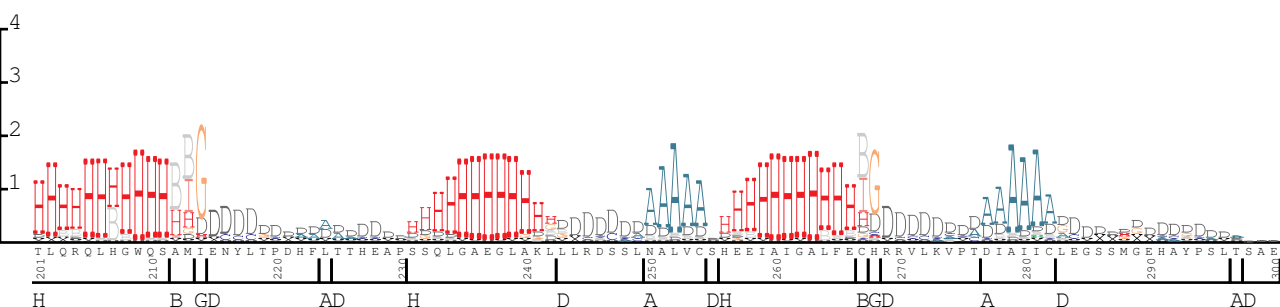 4
3
2
1
TLQRQLHGWQSAMIENYLTPDHFLTTHEAPSSQLGAEGLAKLLLRDSSLNALVCSHEEIAIGALFECHRRVLKVPTDIAIICLEGSSMGEHAYPSLTSAE
201 210 220 230 240 250 260 270 280 290 300
H B GD AD H D A DH BGD A D AD